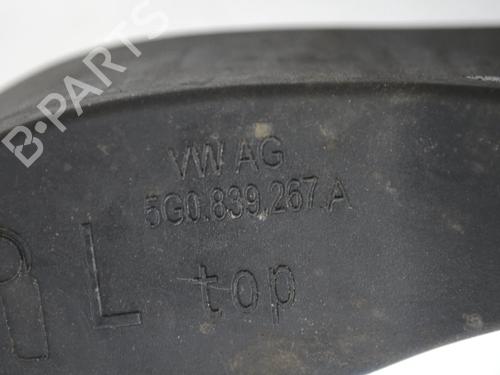 B-PARTS
VW AG
5G0.839.267.A
L top